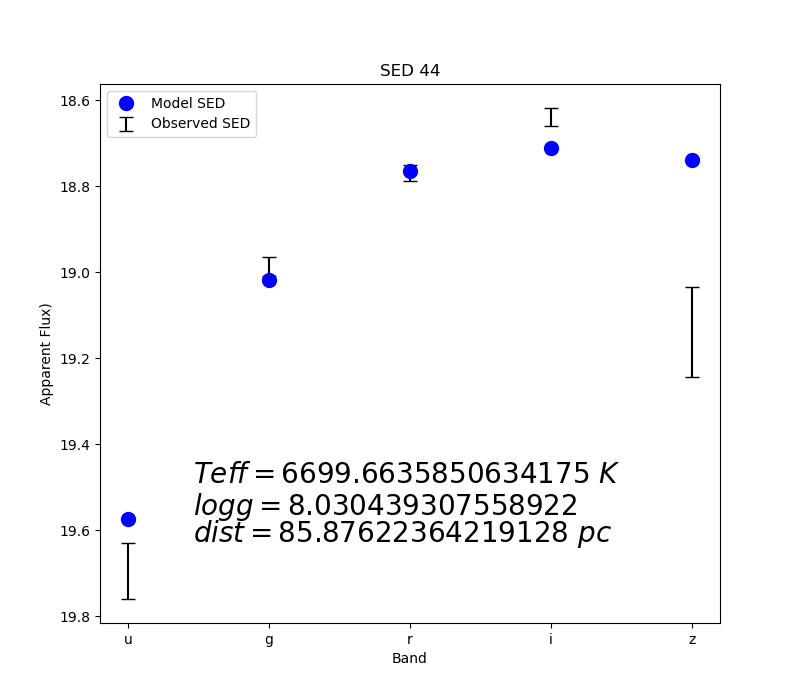 SED 44
Model SED
Observed SED
18.6
18.8
19.0
19.2
19.4
19.6
19.8
Apparent Flux)
Teff = 6699.6635850634175 K
logg = 8.030439307558922
dist = 85.87622364219128 pc
u g r i z
Band